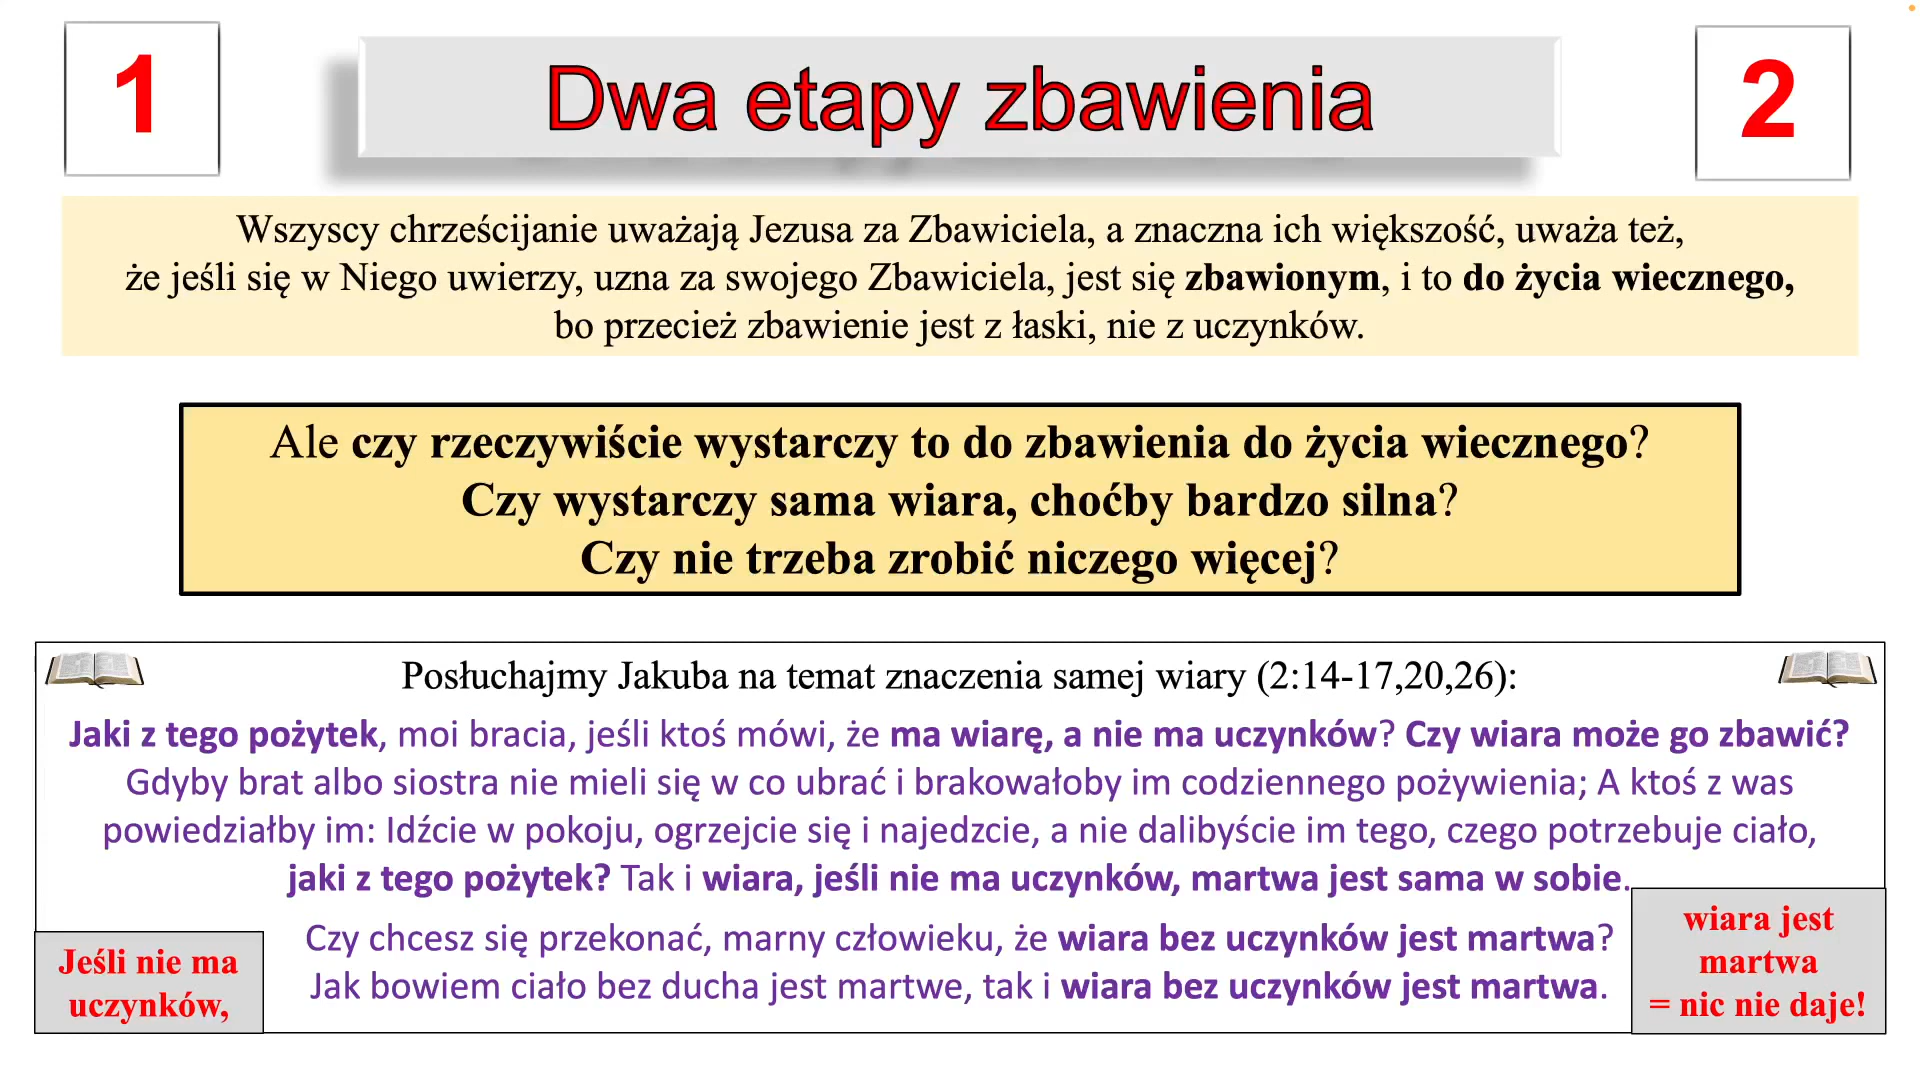 1
Dwa etapy zbawienia
2
Wszyscy chrześcijanie uważają Jezusa za Zbawiciela, a znaczna ich większość, uważa też,
że jeśli się w Niego uwierzy, uzna za swojego Zbawiciela, jest się zbawionym, i to do życia wiecznego,
bo przecież zbawienie jest z łaski, nie z uczynków.
Ale czy rzeczywiście wystarczy to do zbawienia do życia wiecznego?
Czy wystarczy sama wiara, choćby bardzo silna?
Czy nie trzeba zrobić niczego więcej?
Posłuchajmy Jakuba na temat znaczenia samej wiary (2:14-17,20,26):
Jaki z tego pożytek, moi bracia, jeśli ktoś mówi, że ma wiarę, a nie ma uczynków? Czy wiara może go zbawić?
Gdyby brat albo siostra nie mieli się w co ubrać i brakowałoby im codziennego pożywienia; A ktoś z was
powiedziałby im: Idźcie w pokoju, ogrzejcie się i najedzcie, a nie dalibyście im tego, czego potrzebuje ciało,
jaki z tego pożytek? Tak i wiara, jeśli nie ma uczynków, martwa jest sama w sobie.
Czy chcesz się przekonać, marny człowieku, że wiara bez uczynków jest martwa?
Jak bowiem ciało bez ducha jest martwe, tak i wiara bez uczynków jest martwa.
Jeśli nie ma
uczynków,
wiara jest
martwa
= nic nie daje!